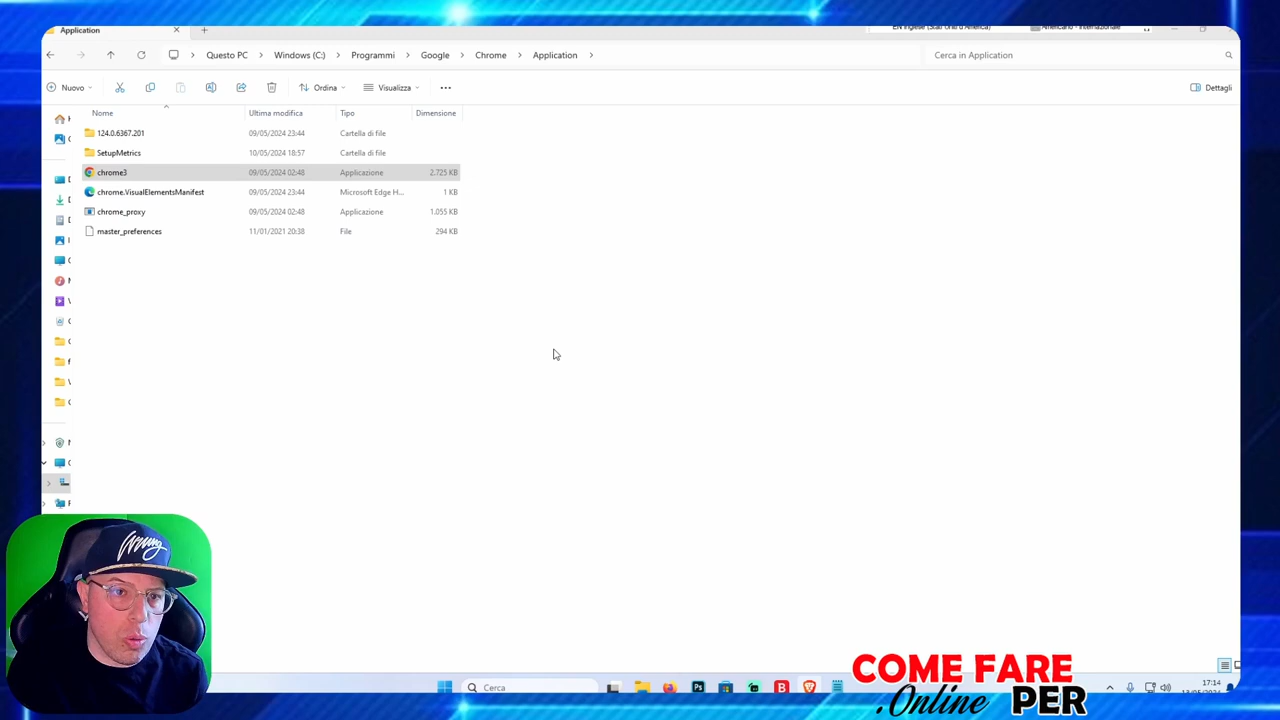 Application
Questo PC > Windows (C:) > Programmi > Google > Chrome > Application >
Cerca in Application
Nuovo
Ordina
Visualizza
Dettagli
Nome Ultima modifica Tipo Dimensione
124.0.6367.201 09/05/2024 23:44 Cartella di file
SetupMetrics 10/05/2024 18:57 Cartella di file
chrome3 09/05/2024 02:48 Applicazione 2.725 KB
chrome.VisualElementsManifest 09/05/2024 23:44 Microsoft Edge H... 1 KB
chrome_proxy 09/05/2024 02:48 Applicazione 1.055 KB
master_preferences 11/01/2021 20:38 File 294 KB
Cerca
17:14
COME FARE
.Online PER